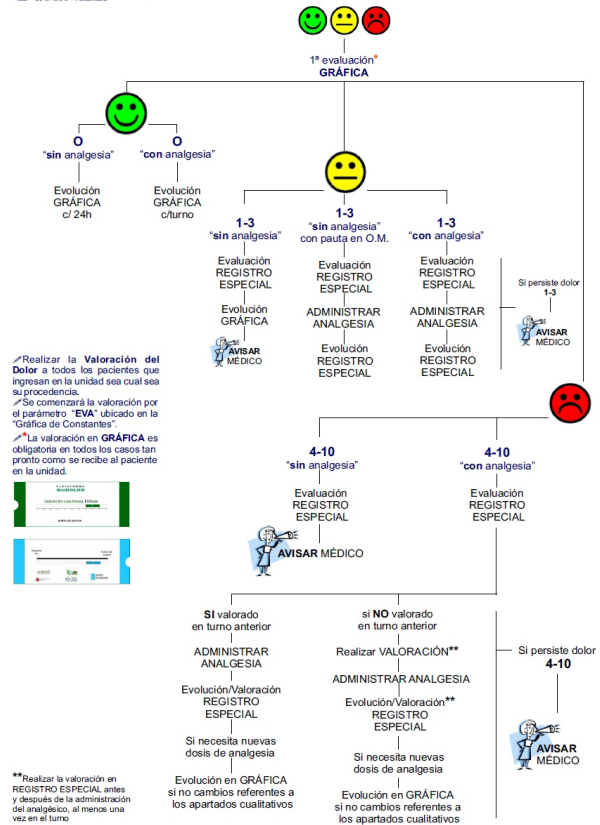 1ª evaluación*
GRÁFICA
O
“sin analgesia”
Evolución
GRÁFICA
c/ 24h
O
“con analgesia”
Evolución
GRÁFICA
c/turno
1-3
“sin analgesia”
Evaluación
REGISTRO
ESPECIAL
Evolución
GRÁFICA
AVISAR
MÉDICO
1-3
“sin analgesia”
con pauta en O.M.
Evaluación
REGISTRO
ESPECIAL
ADMINISTRAR
ANALGESIA
Evolución
REGISTRO
ESPECIAL
1-3
“con analgesia”
Evaluación
REGISTRO
ESPECIAL
ADMINISTRAR
ANALGESIA
Evolución
REGISTRO
ESPECIAL
Si persiste dolor
1-3
AVISAR
MÉDICO
Realizar la Valoración del
Dolor a todos los pacientes que
ingresan en la unidad sea cual sea
su procedencia.
Se comenzará la valoración por
el parámetro “EVA” ubicado en la
“Gráfica de Constantes”.
*La valoración en GRÁFICA es
obligatoria en todos los casos tan
pronto como se recibe al paciente
en la unidad.
4-10
“sin analgesia”
Evaluación
REGISTRO
ESPECIAL
AVISAR MÉDICO
4-10
“con analgesia”
Evaluación
REGISTRO
ESPECIAL
SI valorado
en turno anterior
ADMINISTRAR
ANALGESIA
Evolución/Valoración
REGISTRO
ESPECIAL
Si necesita nuevas
dosis de analgesia
Evolución en GRÁFICA
si no cambios referentes a
los apartados cualitativos
si NO valorado
en turno anterior
Realizar VALORACIÓN**
ADMINISTRAR ANALGESIA
Evolución/Valoración**
REGISTRO
ESPECIAL
Si necesita nuevas
dosis de analgesia
Evolución en GRÁFICA
si no cambios referentes a
los apartados cualitativos
Si persiste dolor
4-10
AVISAR
MÉDICO
**Realizar la valoración en
REGISTRO ESPECIAL antes
y después de la administración
del analgésico, al menos una
vez en el turno